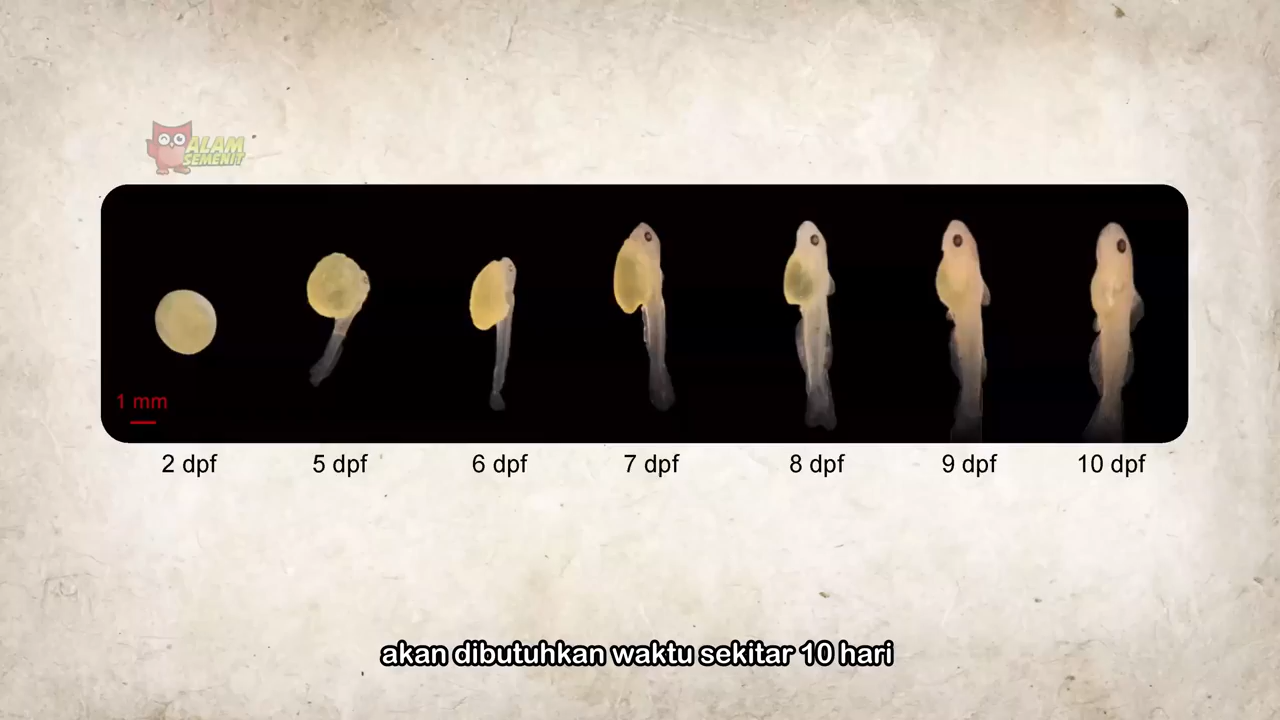 ALAM
SEMENIT
1 mm
2 dpf 5 dpf 6 dpf 7 dpf 8 dpf 9 dpf 10 dpf
akan dibutuhkan waktu sekitar 10 hari